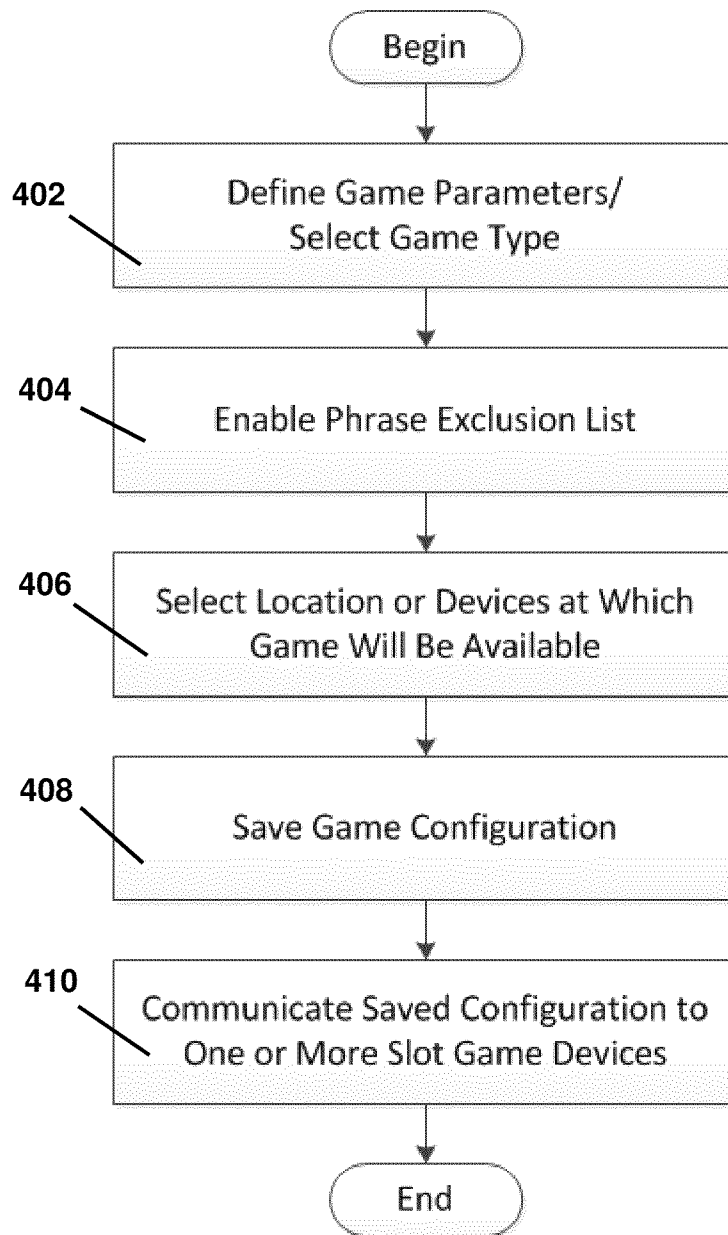 Begin
402
Define Game Parameters/
Select Game Type
404
Enable Phrase Exclusion List
406
Select Location or Devices at Which
Game Will Be Available
408
Save Game Configuration
410
Communicate Saved Configuration to
One or More Slot Game Devices
End